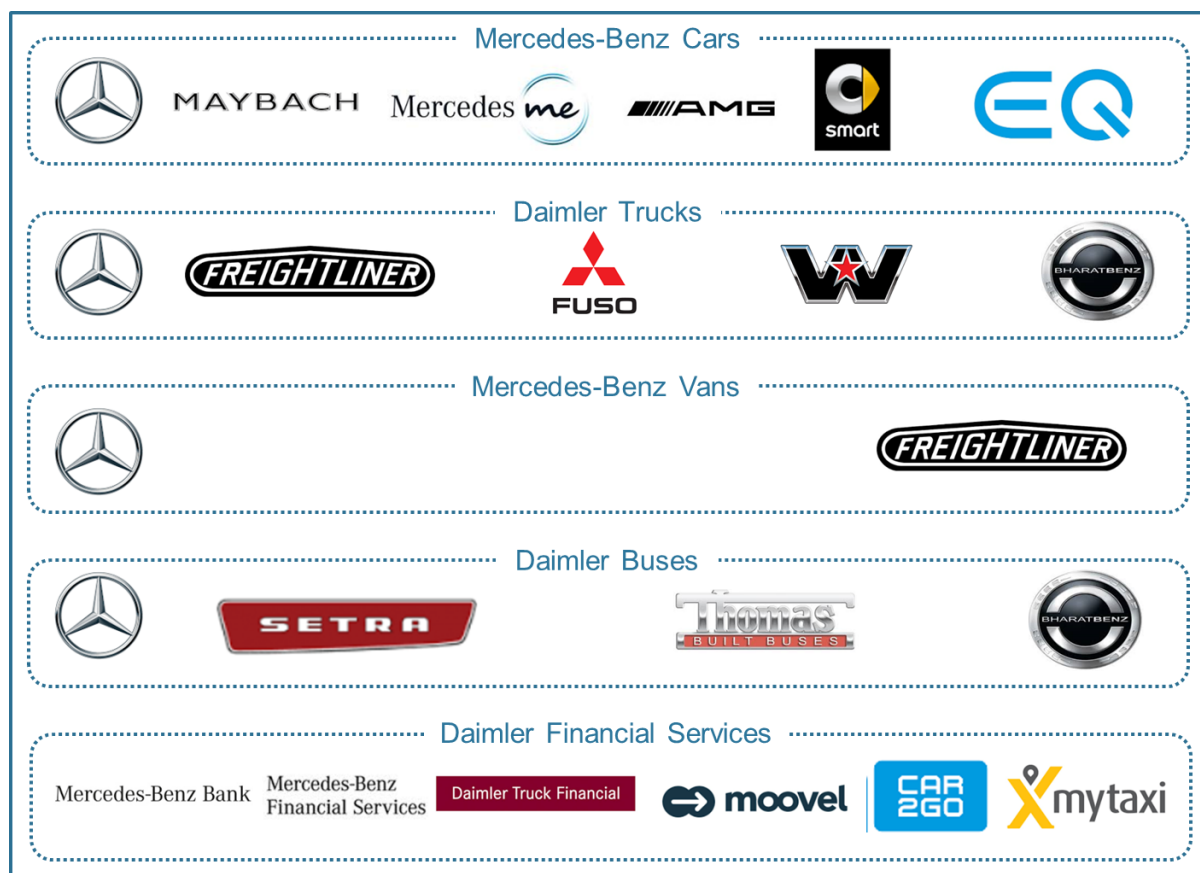 Mercedes-Benz Cars
MAYBACH
Mercedes me
AMG
smart
EQ
Daimler Trucks
FREIGHTLINER
FUSO
BHARATBENZ
Mercedes-Benz Vans
FREIGHTLINER
Daimler Buses
SETRA
Thomas
BUILT BUSES
BHARATBENZ
Daimler Financial Services
Mercedes-Benz Bank
Mercedes-Benz
Financial Services
Daimler Truck Financial
moovel
CAR
2GO
mytaxi